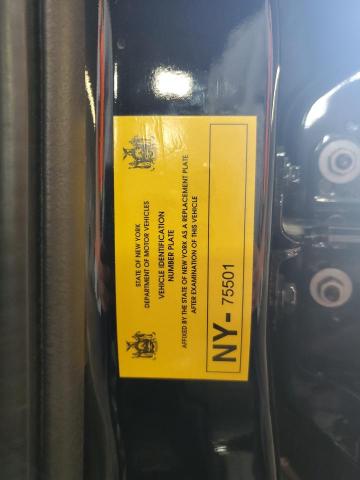 STATE OF NEW YORK
DEPARTMENT OF MOTOR VEHICLES
VEHICLE IDENTIFICATION
NUMBER PLATE
AFFIXED BY THE STATE OF NEW YORK AS A REPLACEMENT PLATE
AFTER EXAMINATION OF THIS VEHICLE
NY- 75501